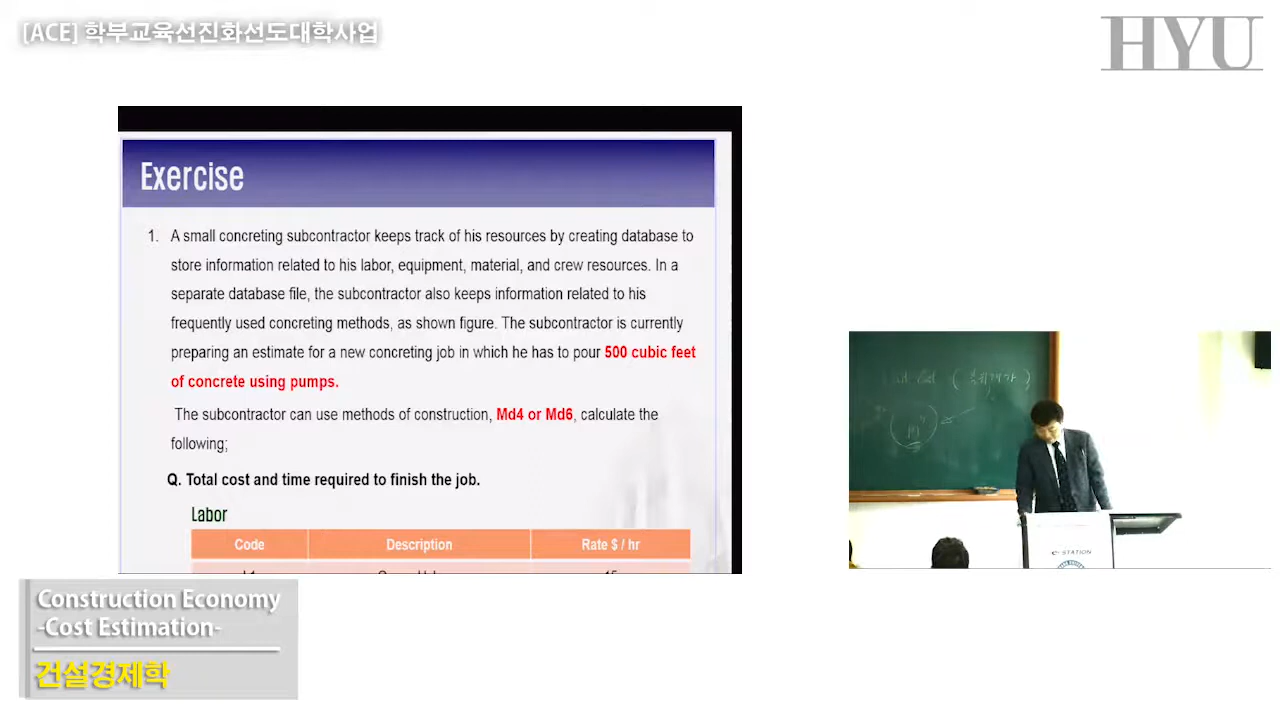 [ACE] 학부교육선진화선도대학사업
HYU
Exercise
1. A small concreting subcontractor keeps track of his resources by creating database to
store information related to his labor, equipment, material, and crew resources. In a
separate database file, the subcontractor also keeps information related to his
frequently used concreting methods, as shown figure. The subcontractor is currently
preparing an estimate for a new concreting job in which he has to pour 500 cubic feet
of concrete using pumps.
The subcontractor can use methods of construction, Md4 or Md6, calculate the
following;
Q. Total cost and time required to finish the job.
Labor
Code Description Rate $ / hr
e-STATION
Construction Economy
-Cost Estimation-
건설경제학